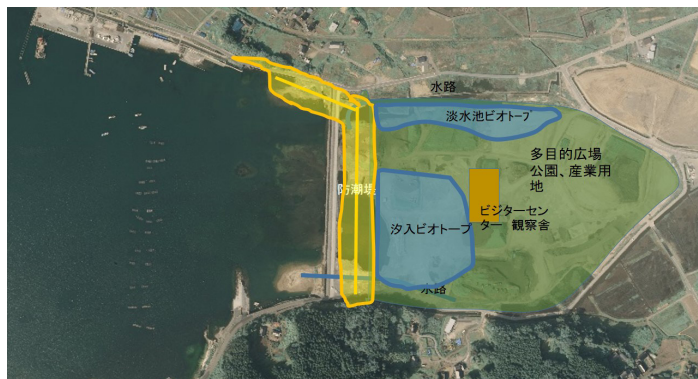 水路
淡水池ビオトープ
多目的広場
公園、産業用
地
防潮堤
汐入ビオトープ
ビジターセン
ター 観察舎
水路